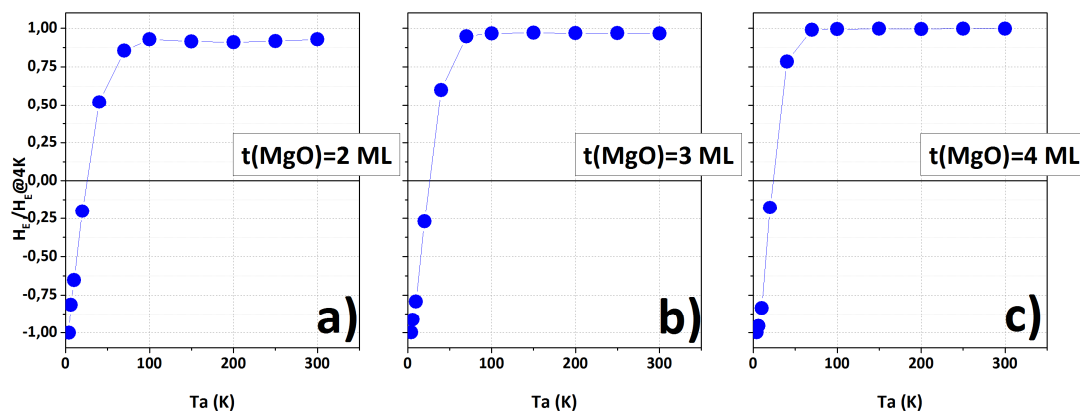 H_E/H_E@4K
1,00
0,75
0,50
0,25
0,00
-0,25
-0,50
-0,75
-1,00
t(MgO)=2 ML
a)
0 100 200 300
Ta (K)
t(MgO)=3 ML
b)
0 100 200 300
Ta (K)
t(MgO)=4 ML
c)
0 100 200 300
Ta (K)